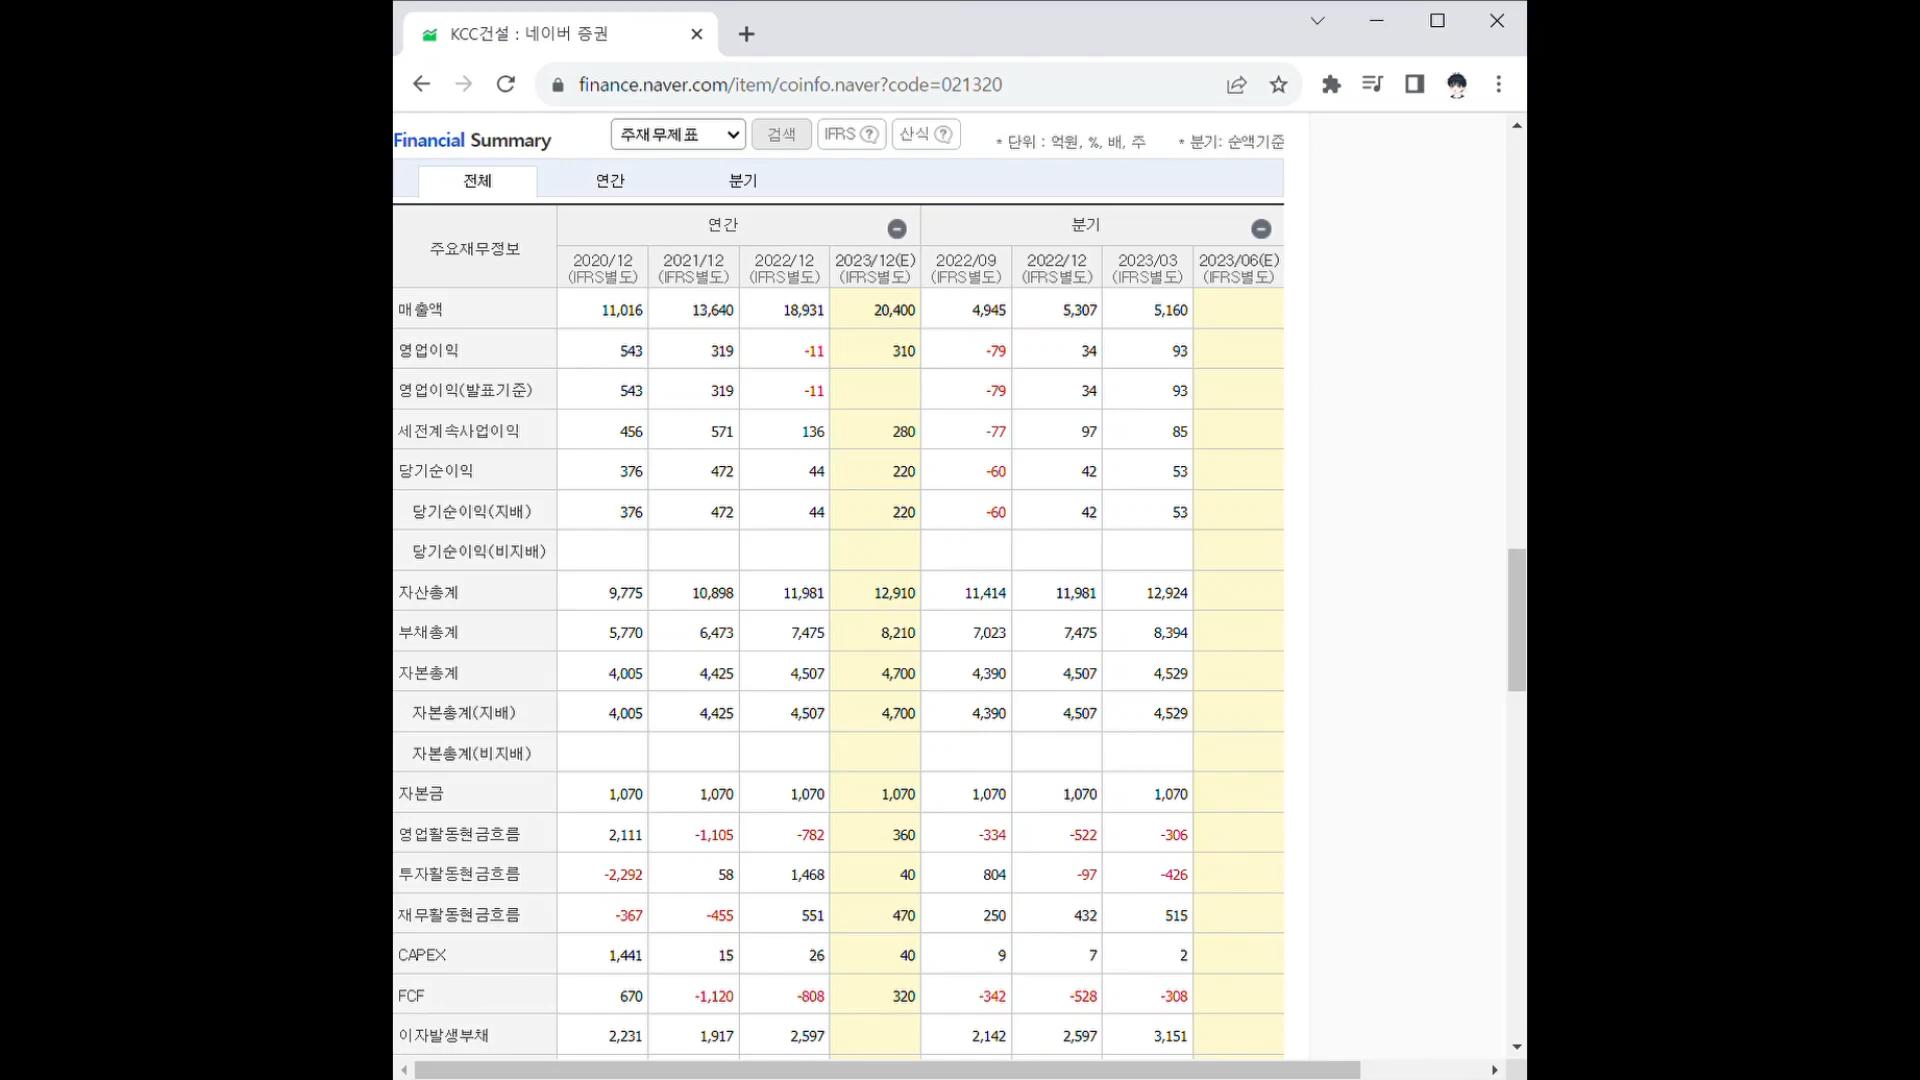 KCC건설 : 네이버 증권
finance.naver.com/item/coinfo.naver?code=021320
Financial Summary 주재무제표 검색 IFRS ? 산식 ? * 단위 : 억원, %, 배, 주 * 분기: 순액기준
전체 연간 분기
주요재무정보 연간 분기
2020/12 2021/12 2022/12 2023/12(E) 2022/09 2022/12 2023/03 2023/06(E)
(IFRS별도) (IFRS별도) (IFRS별도) (IFRS별도) (IFRS별도) (IFRS별도) (IFRS별도) (IFRS별도)
매출액 11,016 13,640 18,931 20,400 4,945 5,307 5,160
영업이익 543 319 -11 310 -79 34 93
영업이익(발표기준) 543 319 -11 -79 34 93
세전계속사업이익 456 571 136 280 -77 97 85
당기순이익 376 472 44 220 -60 42 53
당기순이익(지배) 376 472 44 220 -60 42 53
당기순이익(비지배)
자산총계 9,775 10,898 11,981 12,910 11,414 11,981 12,924
부채총계 5,770 6,473 7,475 8,210 7,023 7,475 8,394
자본총계 4,005 4,425 4,507 4,700 4,390 4,507 4,529
자본총계(지배) 4,005 4,425 4,507 4,700 4,390 4,507 4,529
자본총계(비지배)
자본금 1,070 1,070 1,070 1,070 1,070 1,070 1,070
영업활동현금흐름 2,111 -1,105 -782 360 -334 -522 -306
투자활동현금흐름 -2,292 58 1,468 40 804 -97 -426
재무활동현금흐름 -367 -455 551 470 250 432 515
CAPEX 1,441 15 26 40 9 7 2
FCF 670 -1,120 -808 320 -342 -528 -308
이자발생부채 2,231 1,917 2,597 2,142 2,597 3,151